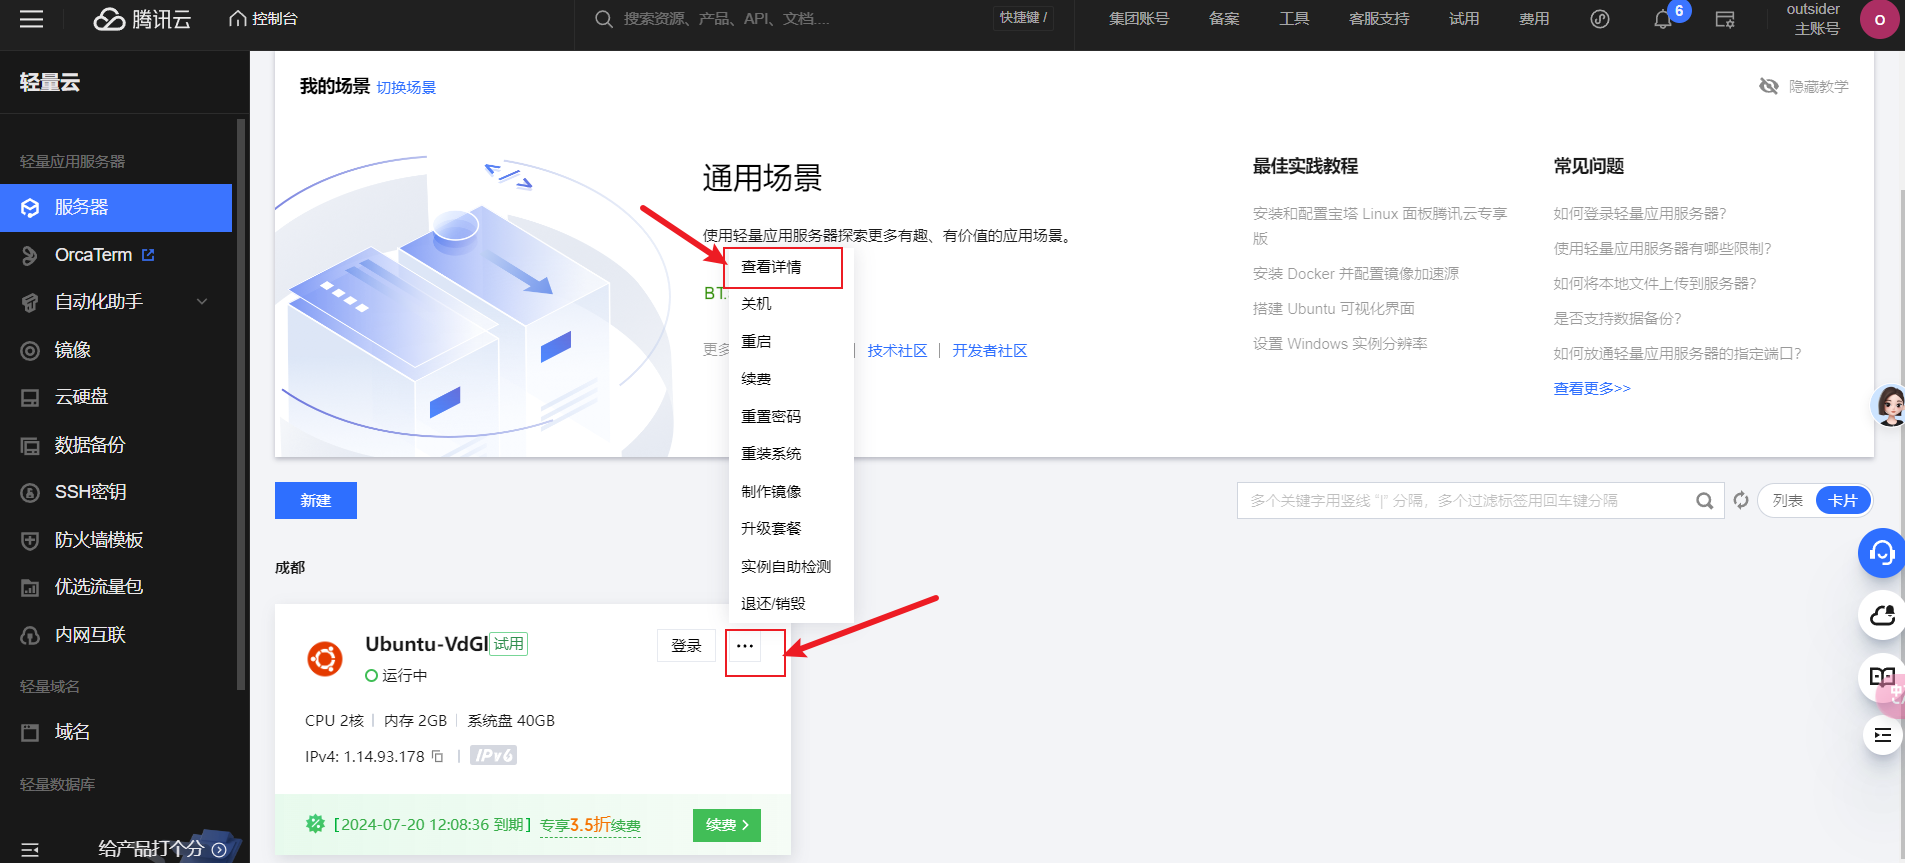 腾讯云
控制台
搜索资源、产品、API、文档....
快捷键 /
集团账号
备案
工具
客服支持
试用
费用
6
outsider
主账号
O
轻量云
轻量应用服务器
服务器
OrcaTerm
自动化助手
镜像
云硬盘
数据备份
SSH密钥
防火墙模板
优选流量包
内网互联
轻量域名
域名
轻量数据库
给产品打个分
我的场景 切换场景
隐藏教学
通用场景
使用轻量应用服务器探索更多有趣、有价值的应用场景。
BT.
更多
技术社区
开发者社区
最佳实践教程
安装和配置宝塔 Linux 面板腾讯云专享
版
安装 Docker 并配置镜像加速源
搭建 Ubuntu 可视化界面
设置 Windows 实例分辨率
常见问题
如何登录轻量应用服务器?
使用轻量应用服务器有哪些限制?
如何将本地文件上传到服务器?
是否支持数据备份?
如何放通轻量应用服务器的指定端口?
查看更多>>
查看详情
关机
重启
续费
重置密码
重装系统
制作镜像
升级套餐
实例自助检测
退还/销毁
新建
多个关键字用竖线 "|" 分隔，多个过滤标签用回车键分隔
列表
卡片
成都
Ubuntu-VdGl 试用
运行中
登录
...
CPU 2核 | 内存 2GB | 系统盘 40GB
IPv4: 1.14.93.178 | IPv6
[2024-07-20 12:08:36 到期] 专享3.5折续费
续费 >